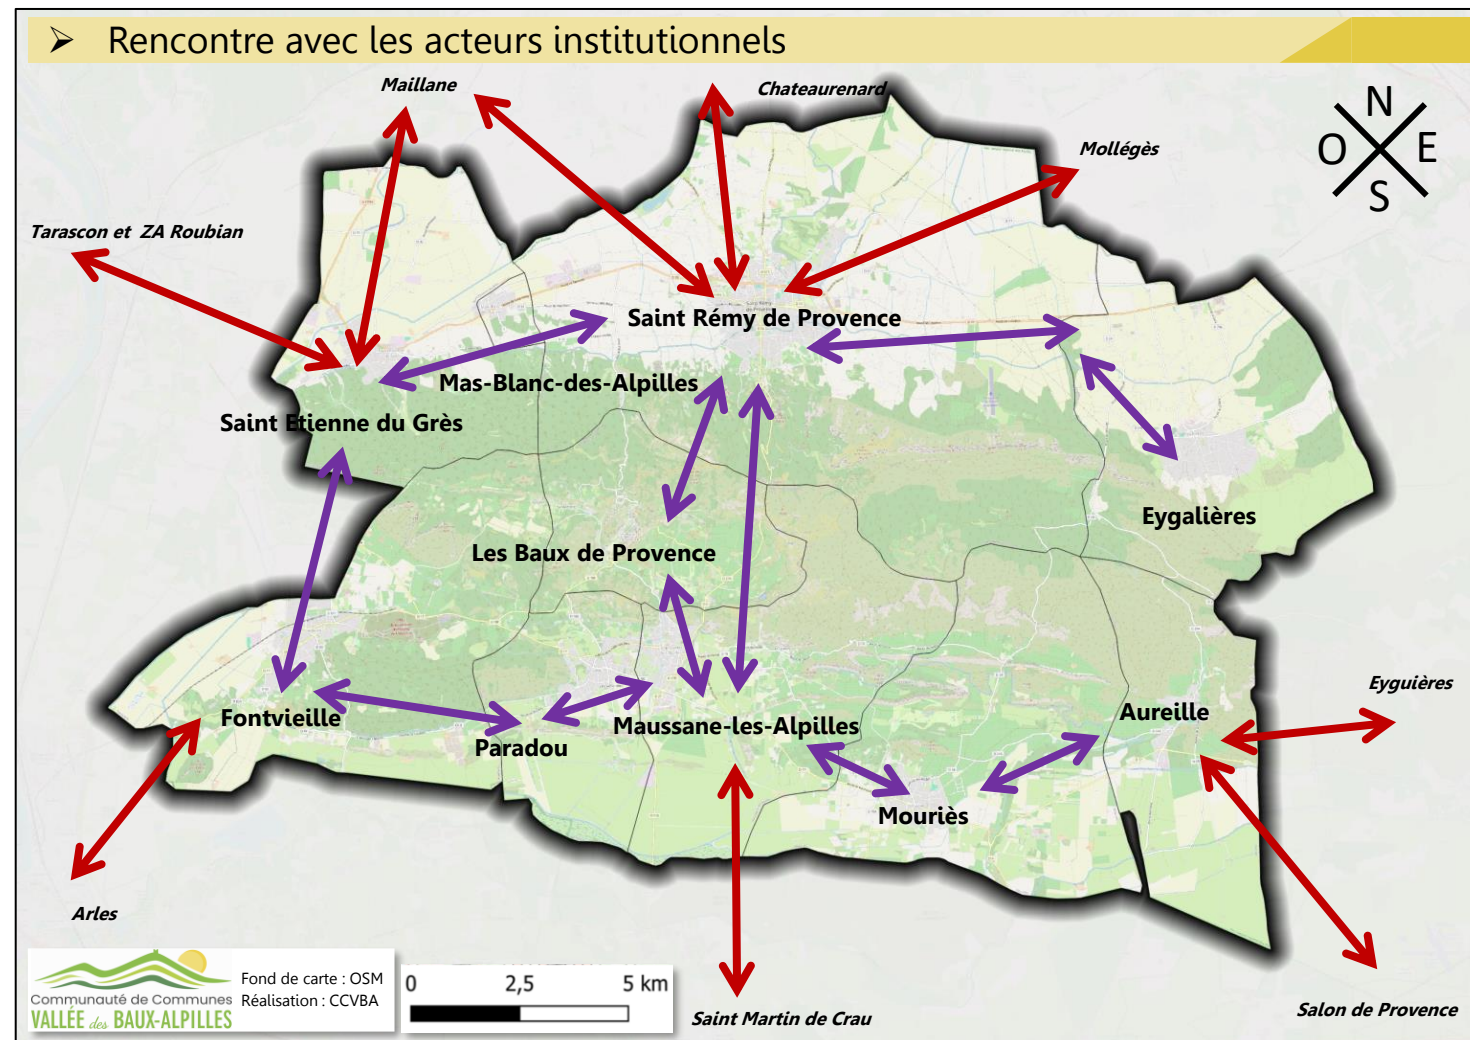 ➢ Rencontre avec les acteurs institutionnels
Maillane
Chateaurenard
N
O E
S
Mollégès
Tarascon et ZA Roubian
Saint Rémy de Provence
Mas-Blanc-des-Alpilles
Saint Etienne du Grès
Eygalières
Les Baux de Provence
Eyguières
Aureille
Fontvieille
Maussane-les-Alpilles
Paradou
Mouriès
Arles
Salon de Provence
Saint Martin de Crau
Communauté de Communes
VALLÉE des BAUX-ALPILLES
Fond de carte : OSM
Réalisation : CCVBA
0 2,5 5 km